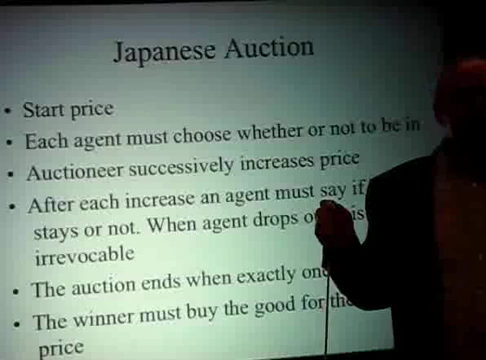 Japanese Auction
• Start price
• Each agent must choose whether or not to be in
• Auctioneer successively increases price
• After each increase an agent must say if
stays or not. When agent drops is
irrevocable
• The auction ends when exactly
• The winner must buy the good for
price